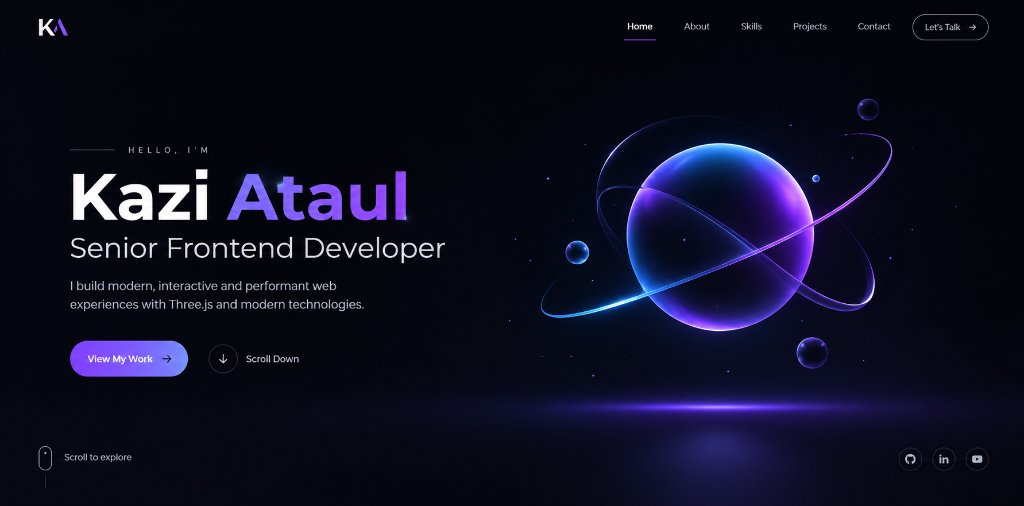 KA
Home About Skills Projects Contact Let's Talk
HELLO, I'M
Kazi Ataul
Senior Frontend Developer
I build modern, interactive and performant web
experiences with Three.js and modern technologies.
View My Work Scroll Down
Scroll to explore
in